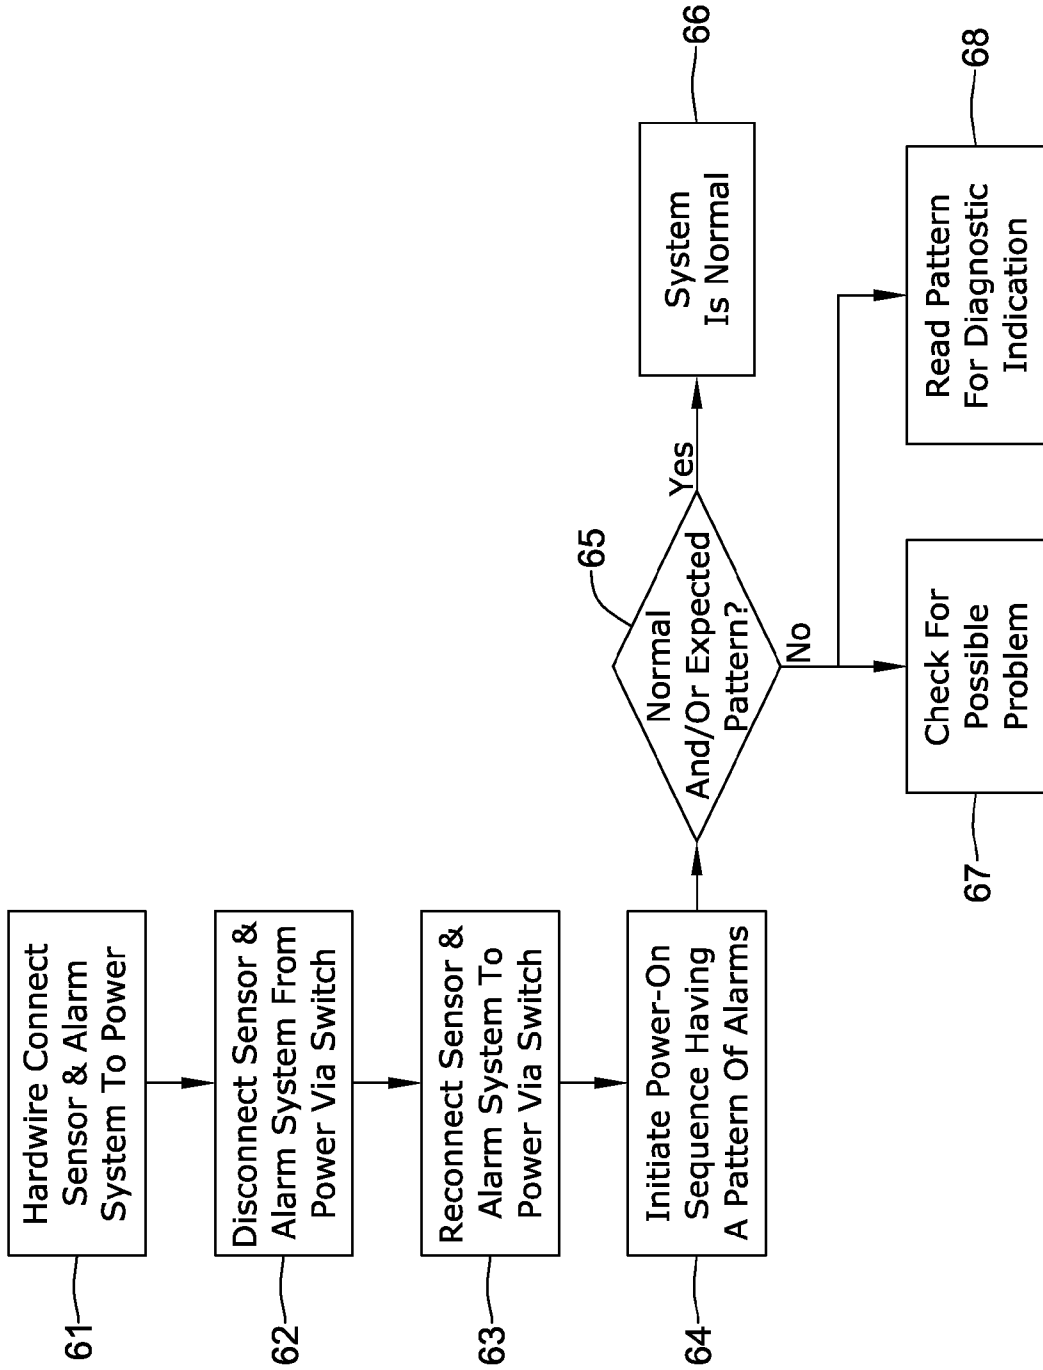 61
Hardwire Connect
Sensor & Alarm
System To Power
62
Disconnect Sensor &
Alarm System From
Power Via Switch
63
Reconnect Sensor &
Alarm System To
Power Via Switch
64
Initiate Power-On
Sequence Having
A Pattern Of Alarms
65
Normal
And/Or Expected
Pattern?
Yes
No
66
System
Is Normal
67
Check For
Possible
Problem
68
Read Pattern
For Diagnostic
Indication